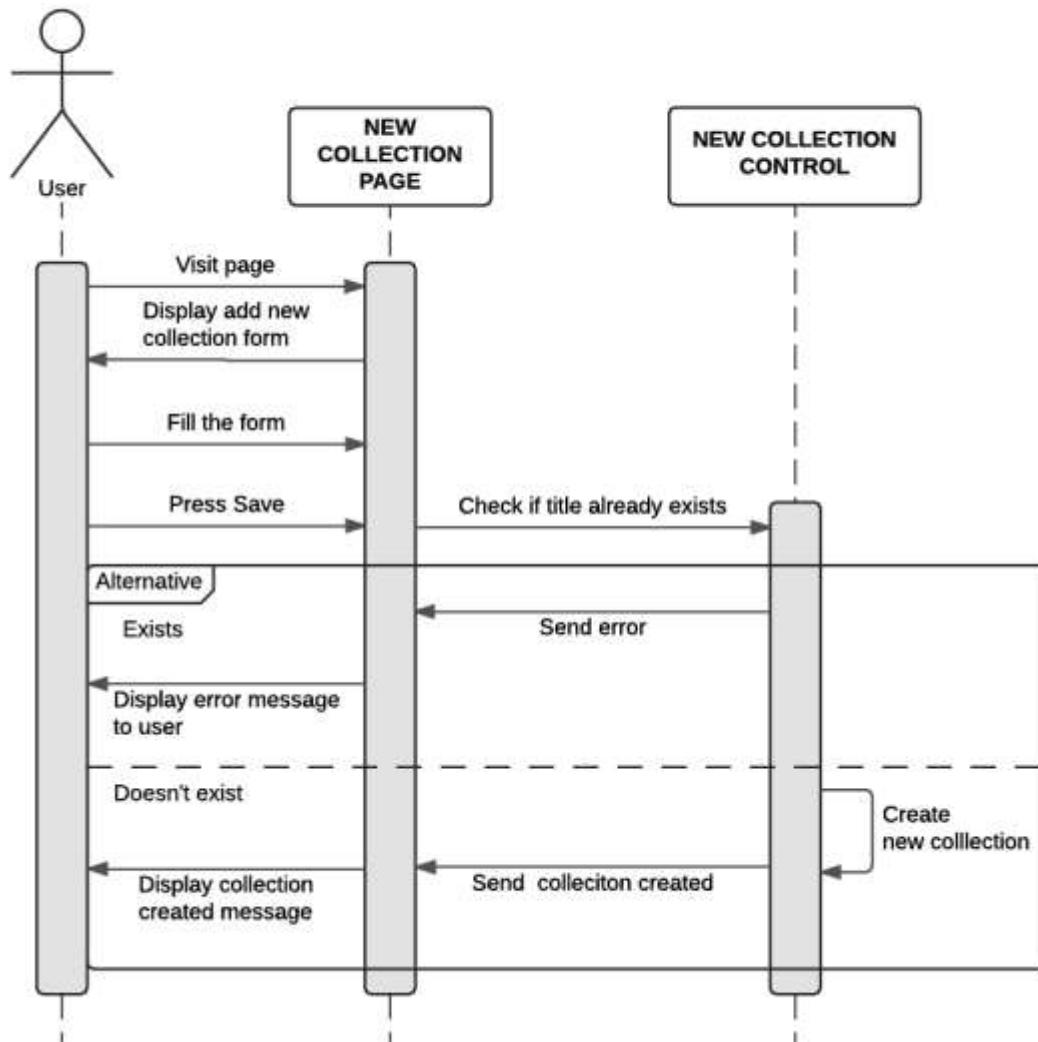 User
NEW
COLLECTION
PAGE
NEW COLLECTION
CONTROL
Visit page
Display add new
collection form
Fill the form
Press Save
Check if title already exists
Alternative
Exists
Send error
Display error message
to user
Doesn't exist
Create
new colllection
Send colleciton created
Display collection
created message